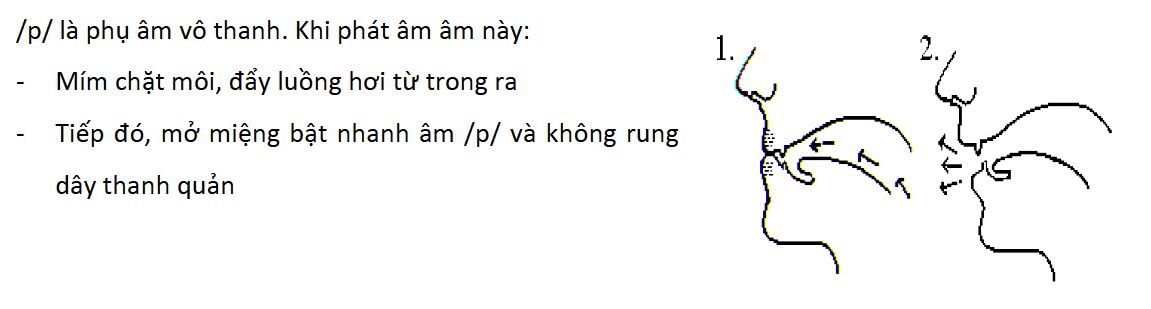 /p/ là phụ âm vô thanh. Khi phát âm âm này:
- Mím chặt môi, đẩy luồng hơi từ trong ra
- Tiếp đó, mở miệng bật nhanh âm /p/ và không rung
dây thanh quản
1. 2.